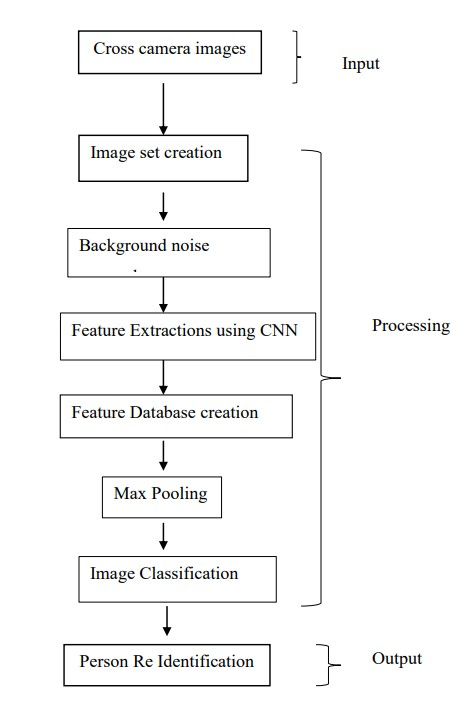 Cross camera images
Input
Image set creation
Background noise
.
Feature Extractions using CNN
Processing
Feature Database creation
Max Pooling
Image Classification
Person Re Identification
Output